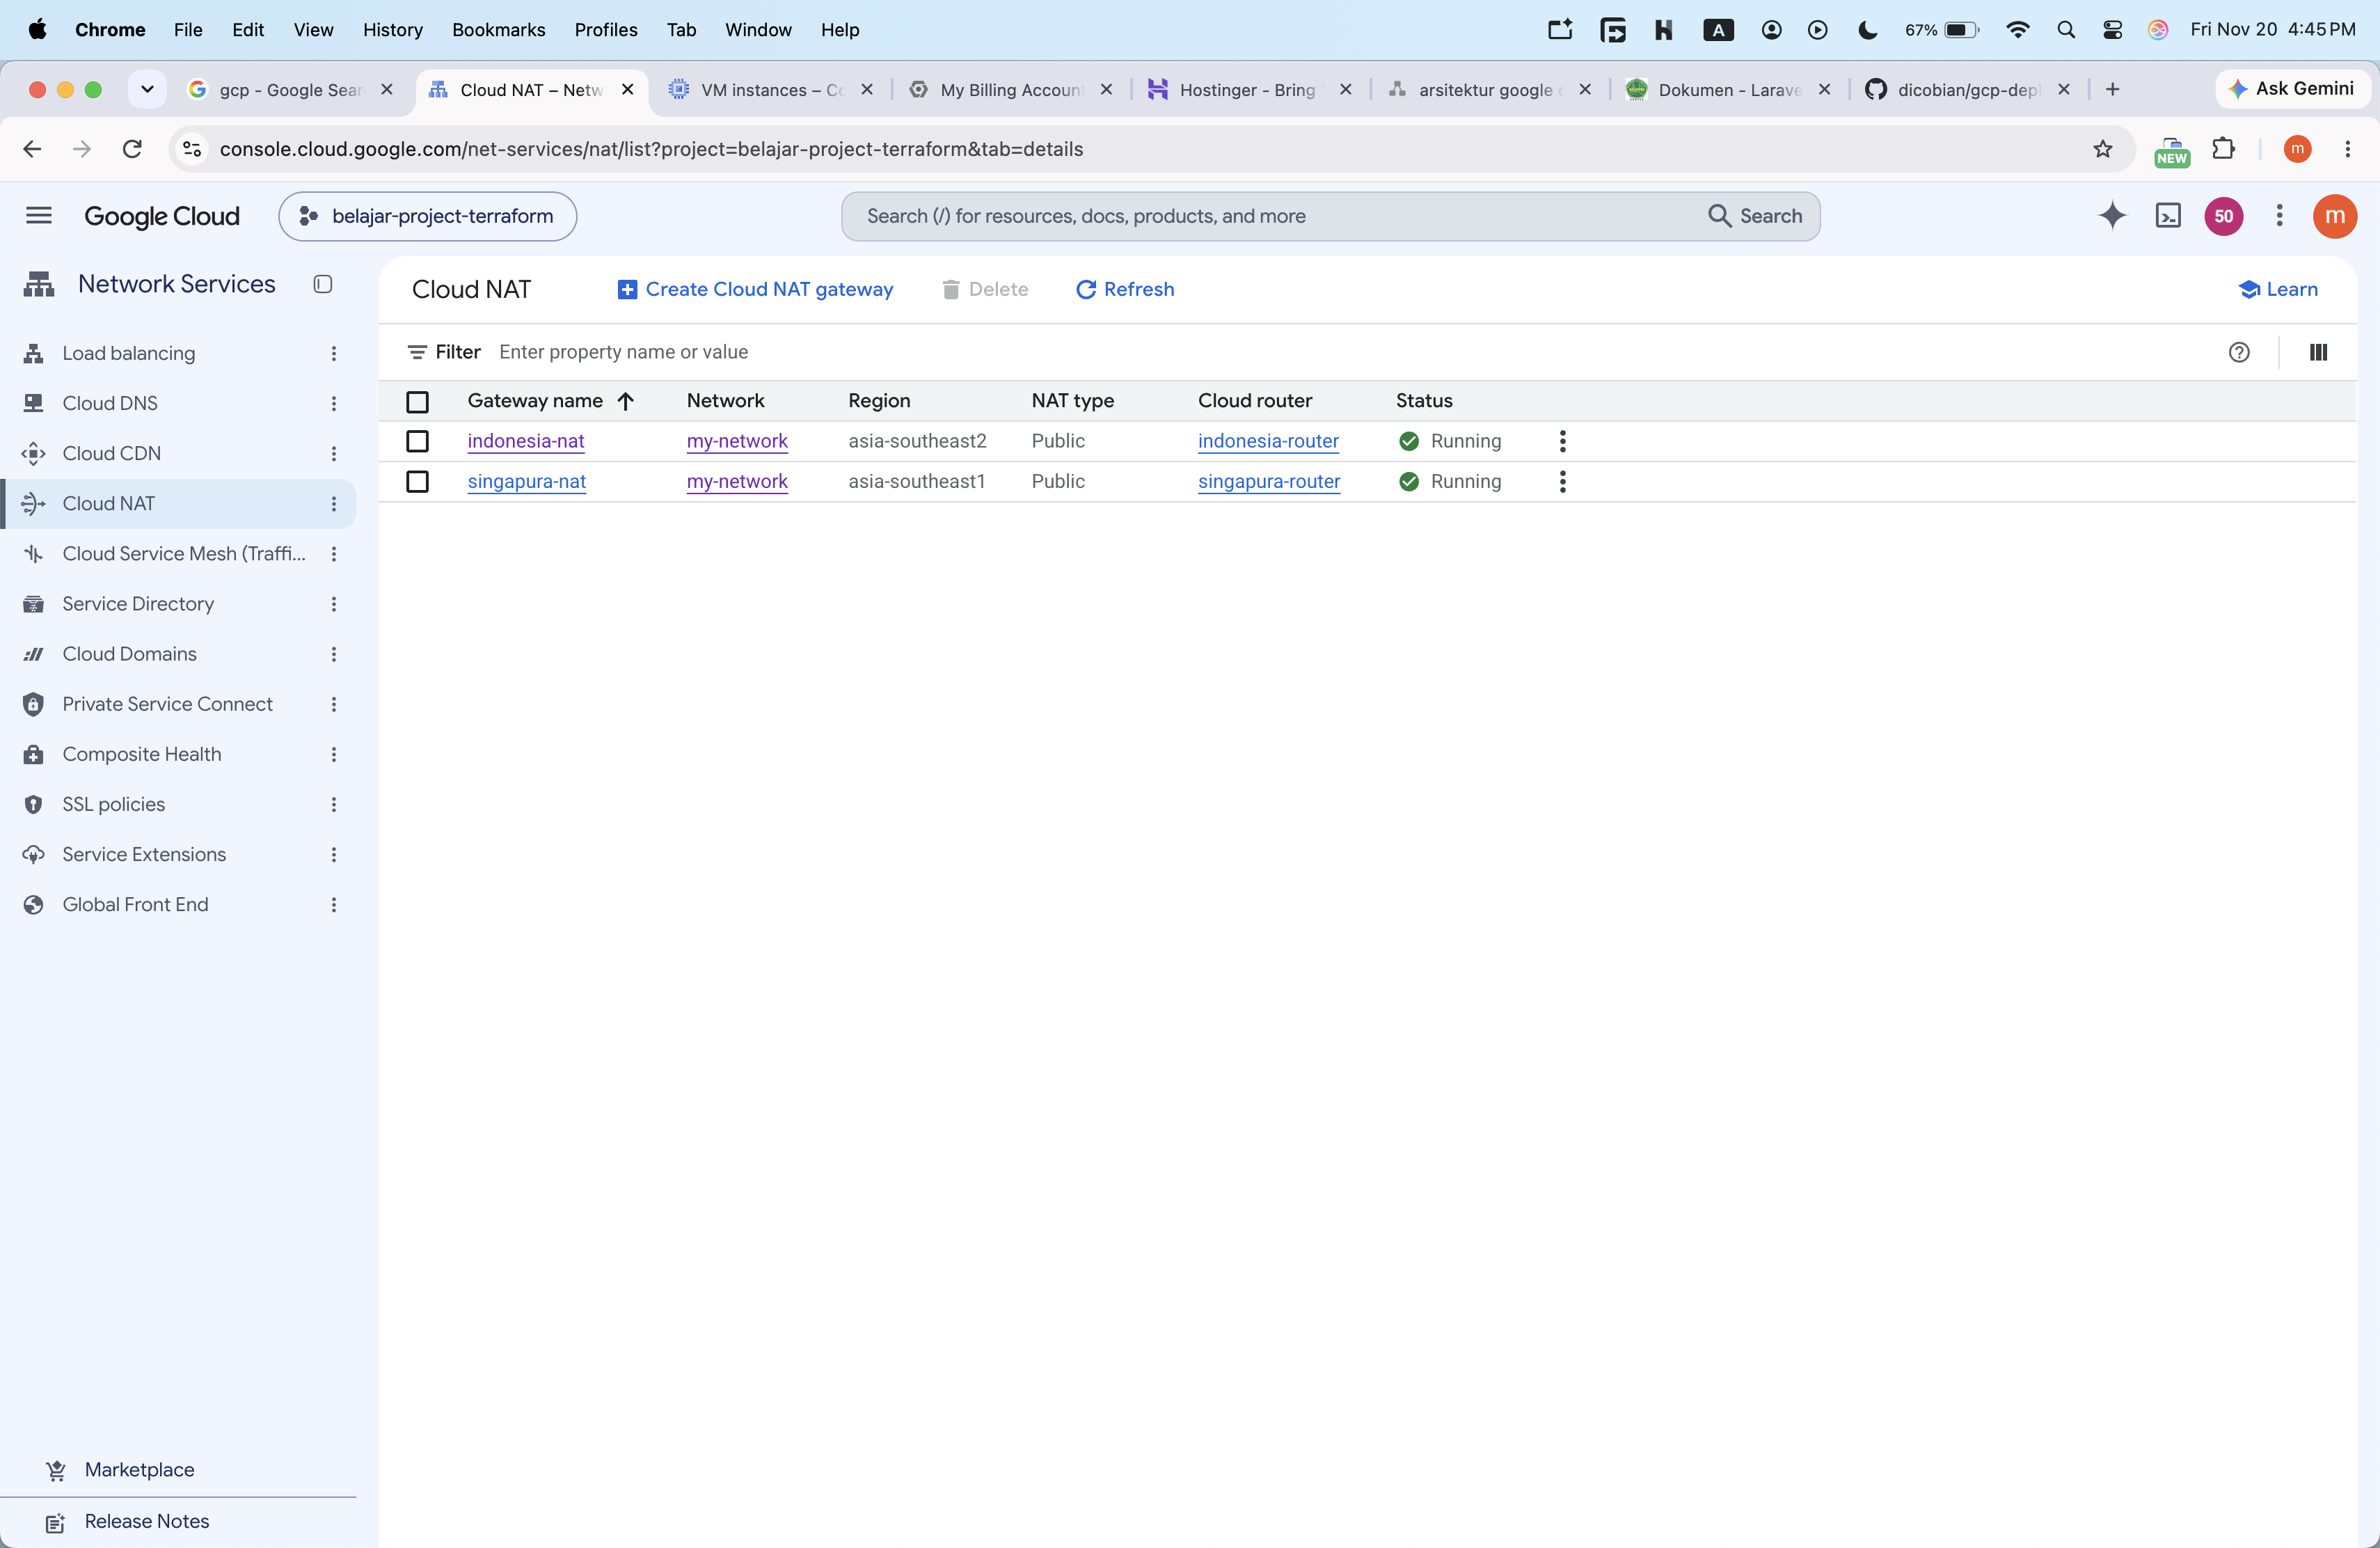 Chrome File Edit View History Bookmarks Profiles Tab Window Help A 67% Fri Nov 20 4:45 PM
gcp - Google Sear Cloud NAT – Netw VM instances – Co My Billing Account Hostinger - Bring arsitektur google Dokumen - Larave dicobian/gcp-dep Ask Gemini
console.cloud.google.com/net-services/nat/list?project=belajar-project-terraform&tab=details NEW m
Google Cloud belajar-project-terraform Search (/) for resources, docs, products, and more Search 50 m
Network Services
Load balancing
Cloud DNS
Cloud CDN
Cloud NAT
Cloud Service Mesh (Traffi...
Service Directory
Cloud Domains
Private Service Connect
Composite Health
SSL policies
Service Extensions
Global Front End
Marketplace
Release Notes
Cloud NAT Create Cloud NAT gateway Delete Refresh Learn
Filter Enter property name or value
Gateway name Network Region NAT type Cloud router Status
indonesia-nat my-network asia-southeast2 Public indonesia-router Running
singapura-nat my-network asia-southeast1 Public singapura-router Running